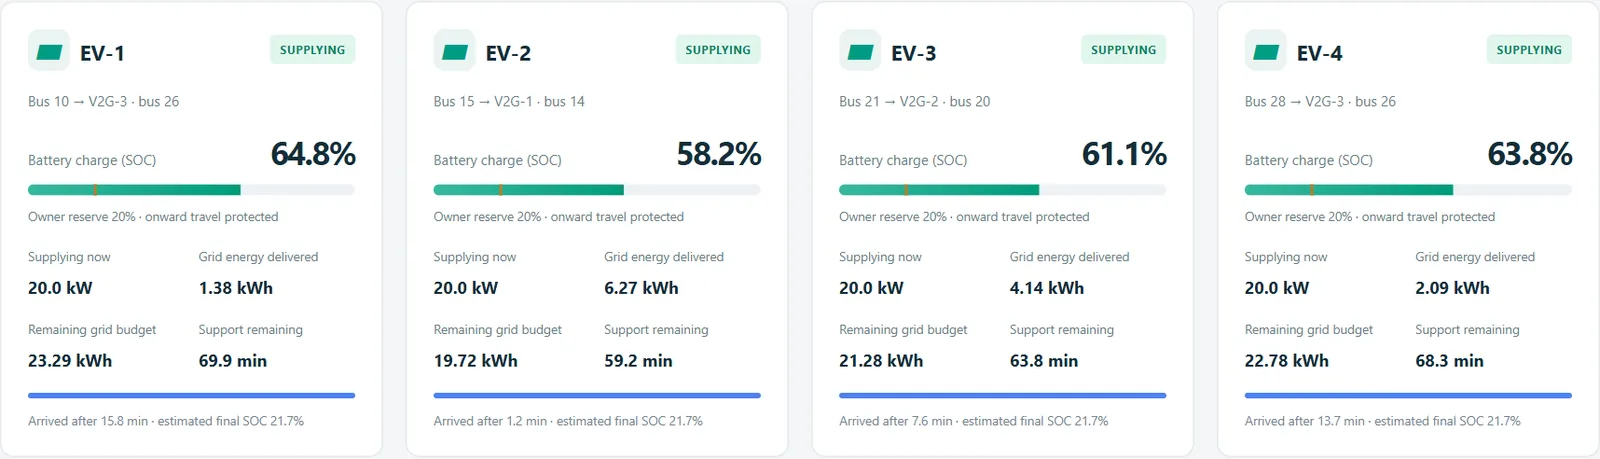 EV-1
SUPPLYING
Bus 10 → V2G-3 · bus 26
Battery charge (SOC)
64.8%
Owner reserve 20% · onward travel protected
Supplying now
Grid energy delivered
20.0 kW
1.38 kWh
Remaining grid budget
Support remaining
23.29 kWh
69.9 min
Arrived after 15.8 min · estimated final SOC 21.7%
EV-2
SUPPLYING
Bus 15 → V2G-1 · bus 14
Battery charge (SOC)
58.2%
Owner reserve 20% · onward travel protected
Supplying now
Grid energy delivered
20.0 kW
6.27 kWh
Remaining grid budget
Support remaining
19.72 kWh
59.2 min
Arrived after 1.2 min · estimated final SOC 21.7%
EV-3
SUPPLYING
Bus 21 → V2G-2 · bus 20
Battery charge (SOC)
61.1%
Owner reserve 20% · onward travel protected
Supplying now
Grid energy delivered
20.0 kW
4.14 kWh
Remaining grid budget
Support remaining
21.28 kWh
63.8 min
Arrived after 7.6 min · estimated final SOC 21.7%
EV-4
SUPPLYING
Bus 28 → V2G-3 · bus 26
Battery charge (SOC)
63.8%
Owner reserve 20% · onward travel protected
Supplying now
Grid energy delivered
20.0 kW
2.09 kWh
Remaining grid budget
Support remaining
22.78 kWh
68.3 min
Arrived after 13.7 min · estimated final SOC 21.7%